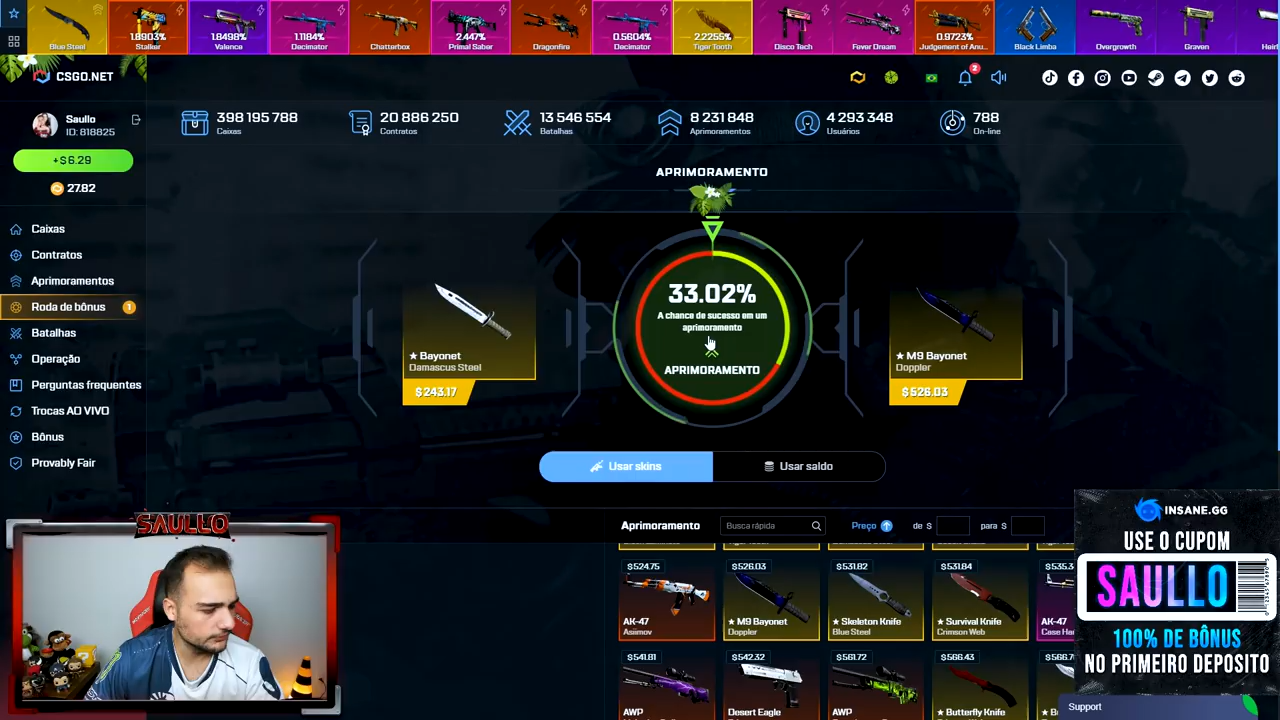 1.8903%
1.8498%
1.1184%
2.447%
0.5604%
2.2255%
0.9723%
Blue Steel
Stalker
Valence
Decimator
Chatterbox
Primal Saber
Dragonfire
Decimator
Tiger Tooth
Disco Tech
Fever Dream
Judgement of Anu...
Black Limba
Overgrowth
Graven
CSGO.NET
2
Saullo
ID: 818825
+$6.29
27.82
398 195 788
Caixas
20 886 250
Contratos
13 546 554
Batalhas
8 231 848
Aprimoramentos
4 293 348
Usuários
788
On-line
Caixas
Contratos
Aprimoramentos
Roda de bônus 1
Batalhas
Operação
Perguntas frequentes
Trocas AO VIVO
Bônus
Provably Fair
APRIMORAMENTO
33.02%
A chance de sucesso em um
aprimoramento
APRIMORAMENTO
★ Bayonet
Damascus Steel
$243.17
★ M9 Bayonet
Doppler
$526.03
Usar skins
Usar saldo
Aprimoramento
Busca rápida
Preço
de $
para $
$524.75
AK-47
Asiimov
$526.03
★ M9 Bayonet
Doppler
$531.82
★ Skeleton Knife
Blue Steel
$531.84
★ Survival Knife
Crimson Web
$535.3
AK-47
Case Har
$541.81
AWP
$542.32
Desert Eagle
$561.72
AWP
$566.43
★ Butterfly Knife
SAULLO
INSANE.GG
USE O CUPOM
SAULLO
100% DE BÔNUS
NO PRIMEIRO DEPOSITO
Support